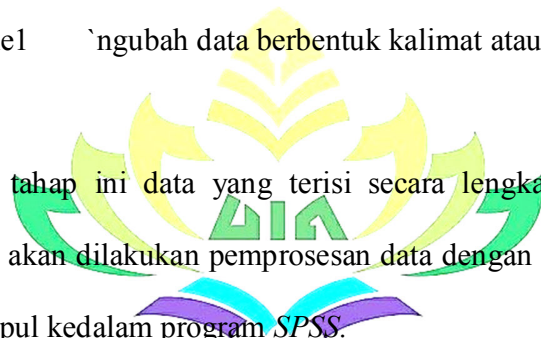 e1 `ngubah data berbentuk kalimat atau
tahap ini data yang terisi secara lengka
UIN
akan dilakukan pemprosesan data dengan
pul kedalam program SPSS.